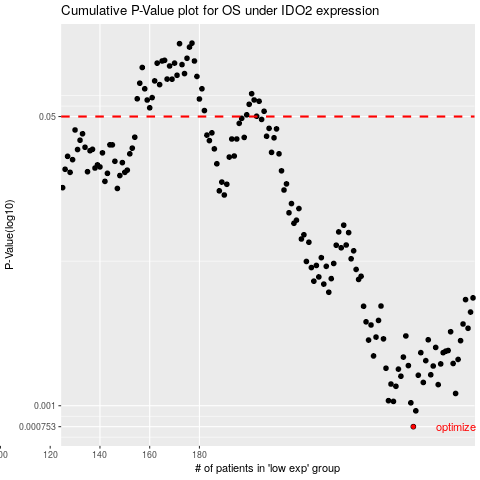 Cumulative P-Value plot for OS under IDO2 expression
P-Value(log10)
0.05
0.001
0.000753
optimize
00 120 140 160 180
# of patients in 'low exp' group